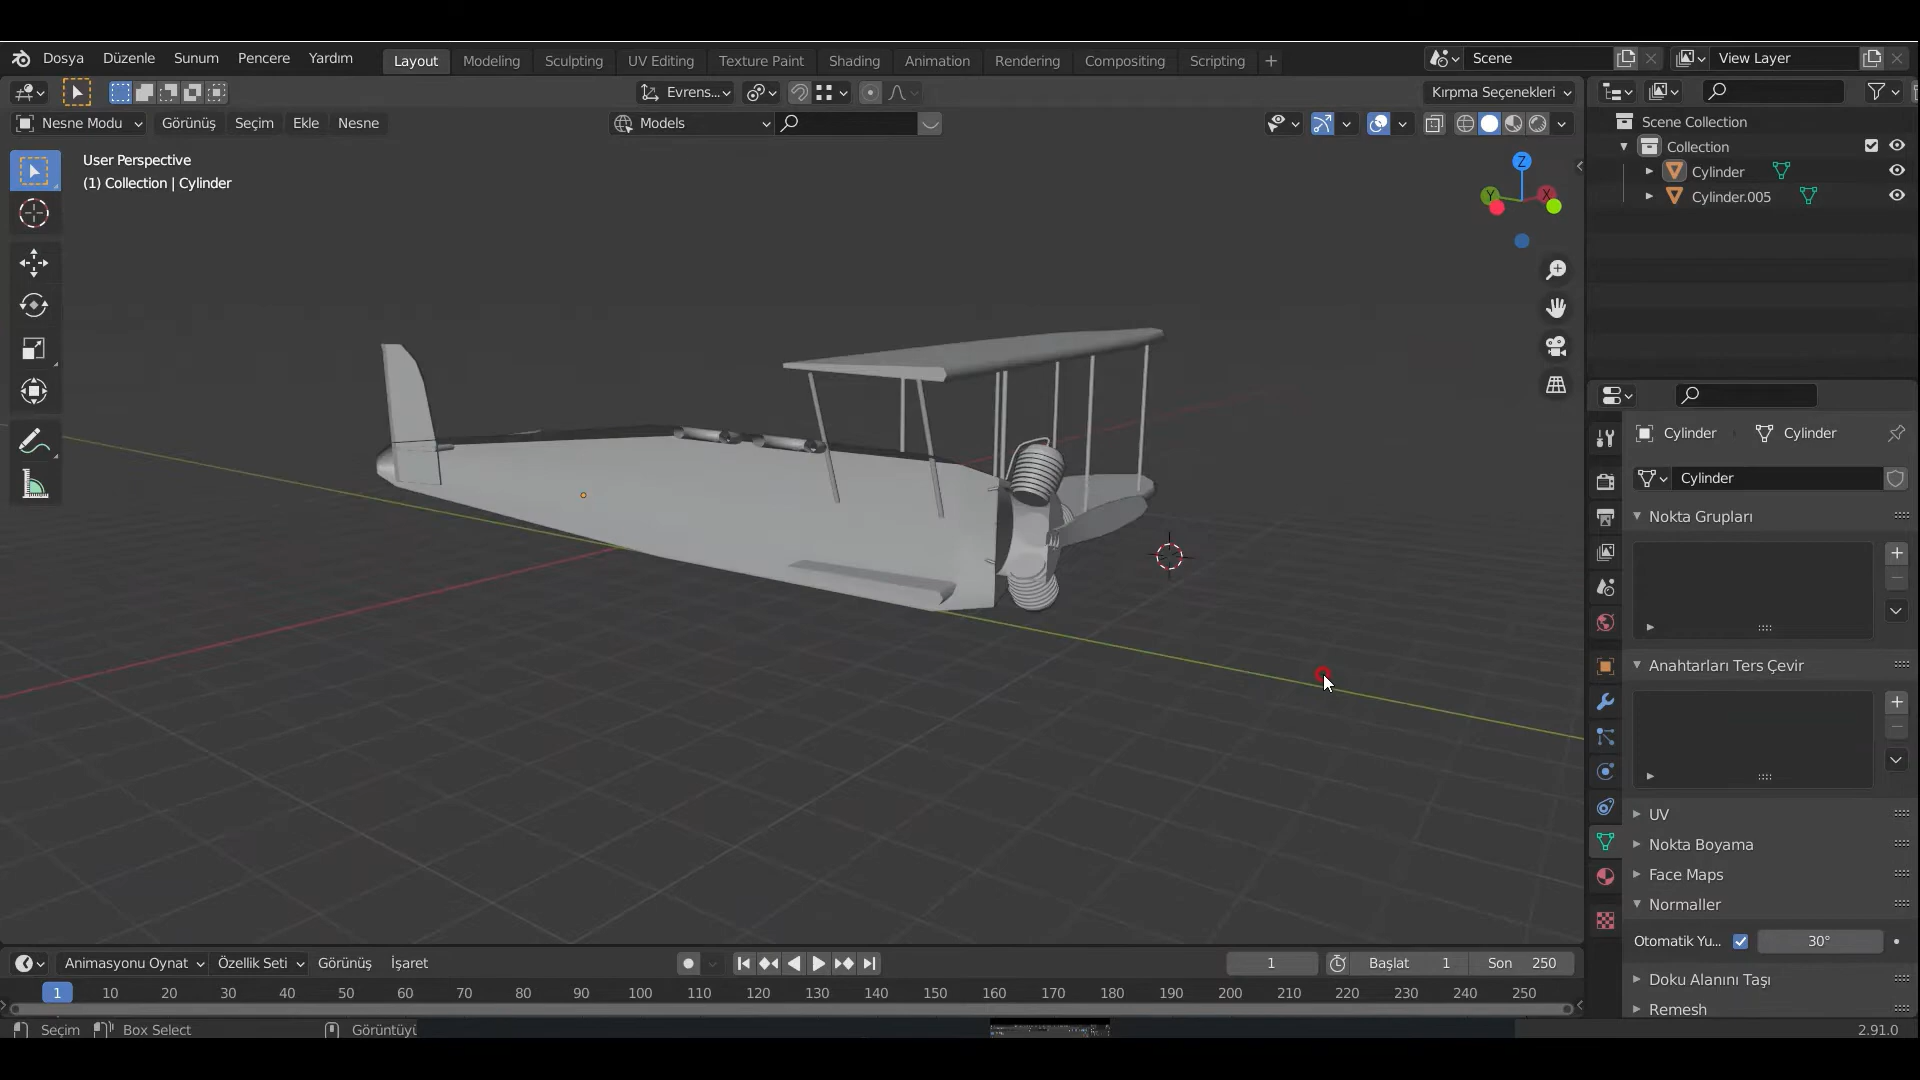 Dosya Düzenle Sunum Pencere Yardım Layout Modeling Sculpting UV Editing Texture Paint Shading Animation Rendering Compositing Scripting + Scene View Layer
Evrens... Kırpma Seçenekleri
Nesne Modu Görünüş Seçim Ekle Nesne Models
User Perspective
(1) Collection | Cylinder
Z
Y
X
Scene Collection
Collection
Cylinder
Cylinder.005
Cylinder Cylinder
Cylinder
Nokta Grupları
Anahtarları Ters Çevir
UV
Nokta Boyama
Face Maps
Normaller
Otomatik Yu... 30°
Doku Alanını Taşı
Remesh
Animasyonu Oynat Özellik Seti Görünüş İşaret 1 Başlat 1 Son 250
1 10 20 30 40 50 60 70 80 90 100 110 120 130 140 150 160 170 180 190 200 210 220 230 240 250
Seçim Box Select Görüntüyü 2.91.0